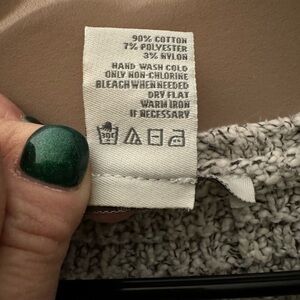 90% COTTON
7% POLYESTER
3% NYLON
HAND WASH COLD
ONLY NON-CHLORINE
BLEACH WHEN NEEDED
DRY FLAT
WARM IRON
IF NECESSARY